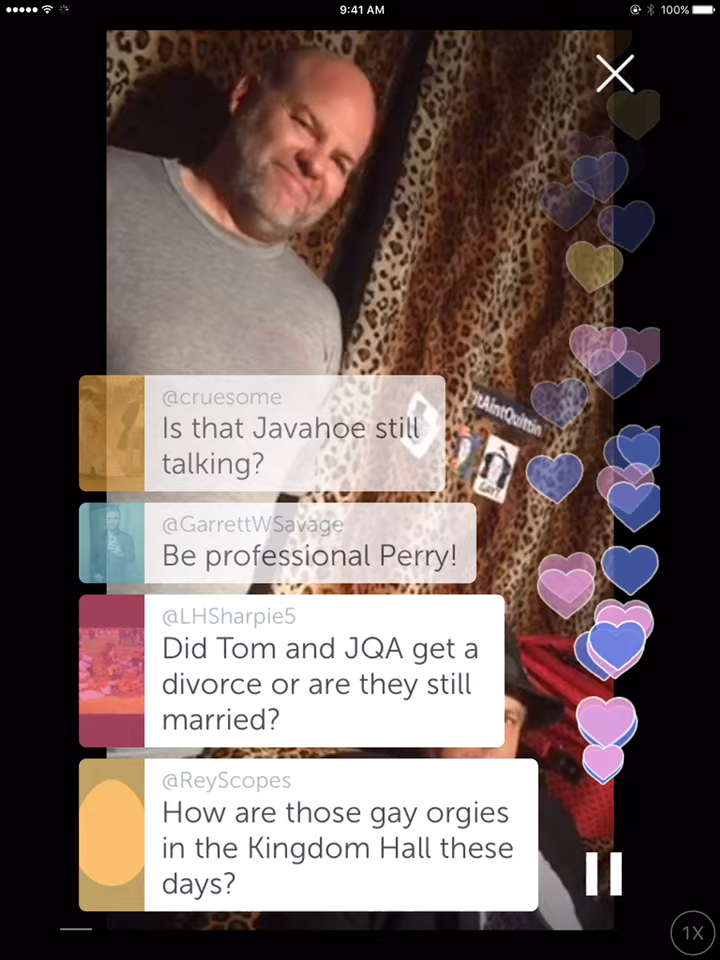 9:41 AM
100%
@cruesome
Is that Javahoe still
talking?
ItAintQuittin
@GarrettWSavage
Be professional Perry!
@LHSharpie5
Did Tom and JQA get a
divorce or are they still
married?
@ReyScopes
How are those gay orgies
in the Kingdom Hall these
days?
1X